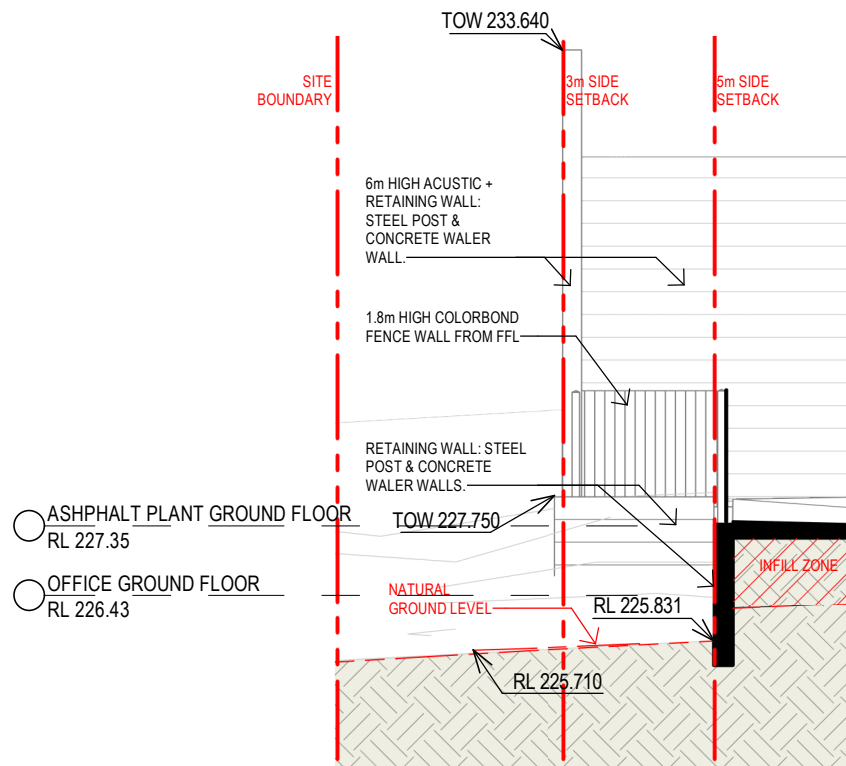 TOW 233.640
SITE
BOUNDARY
3m SIDE
SETBACK
5m SIDE
SETBACK
6m HIGH ACUSTIC +
RETAINING WALL:
STEEL POST &
CONCRETE WALER
WALL.
1.8m HIGH COLORBOND
FENCE WALL FROM FFL
RETAINING WALL: STEEL
POST & CONCRETE
WALER WALLS.
ASHPHALT PLANT GROUND FLOOR
RL 227.35
TOW 227.750
INFILL ZONE
OFFICE GROUND FLOOR
RL 226.43
NATURAL
GROUND LEVEL
RL 225.831
RL 225.710